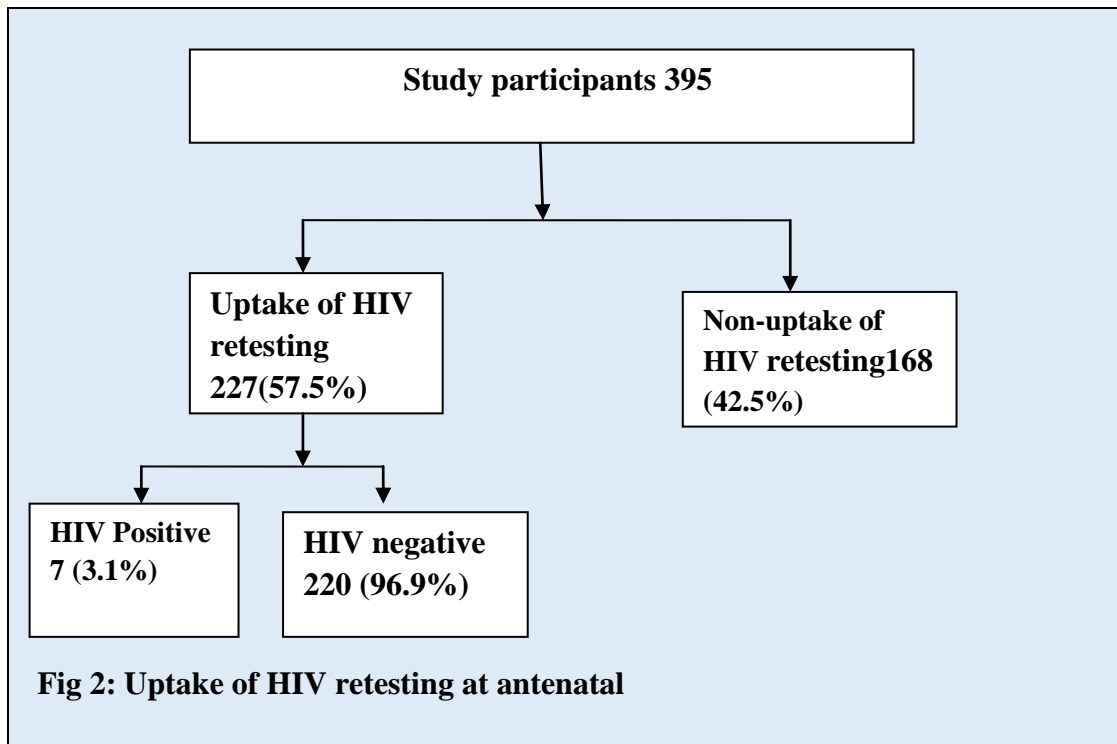 Study participants 395
Uptake of HIV
retesting
227(57.5%)
Non-uptake of
HIV retesting168
(42.5%)
HIV Positive
7 (3.1%)
HIV negative
220 (96.9%)
Fig 2: Uptake of HIV retesting at antenatal